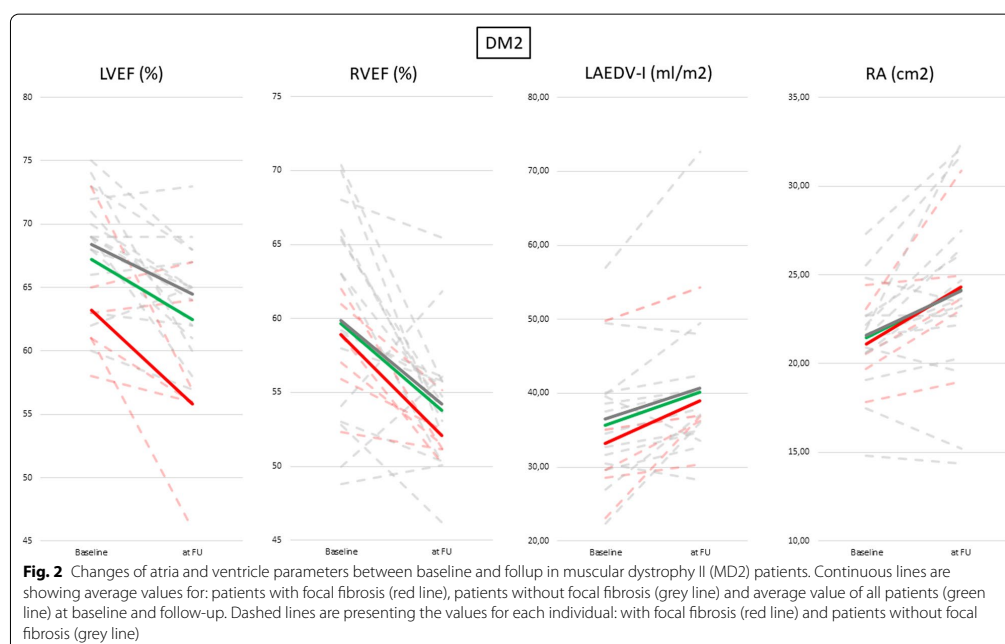 DM2
LVEF (%)
RVEF (%)
LAEDV-I (ml/m2)
RA (cm2)
80
75
70
65
60
55
50
45
Baseline
at FU
75
70
65
60
55
50
45
Baseline
at FU
80,00
70,00
60,00
50,00
40,00
30,00
20,00
Baseline
at FU
35,00
30,00
25,00
20,00
15,00
10,00
Baseline
at FU
Fig. 2 Changes of atria and ventricle parameters between baseline and follup in muscular dystrophy II (MD2) patients. Continuous lines are
showing average values for: patients with focal fibrosis (red line), patients without focal fibrosis (grey line) and average value of all patients (green
line) at baseline and follow-up. Dashed lines are presenting the values for each individual: with focal fibrosis (red line) and patients without focal
fibrosis (grey line)